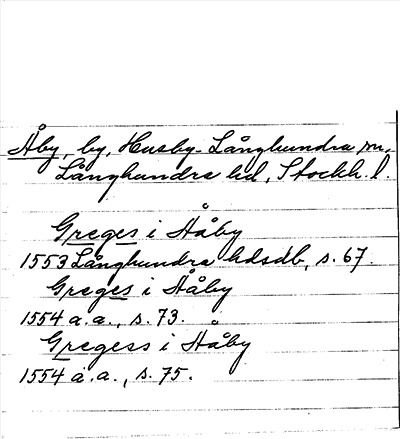 Åby, by, Husby-Långhundra sn,
Långhundra hd, Stockh. l.
Greges i Håby
1553 Långhundra hdsdb, s. 67.
Greges i Håby
1554 a.a., s. 73.
Gregess i Håby
1554 a.a., s. 75.